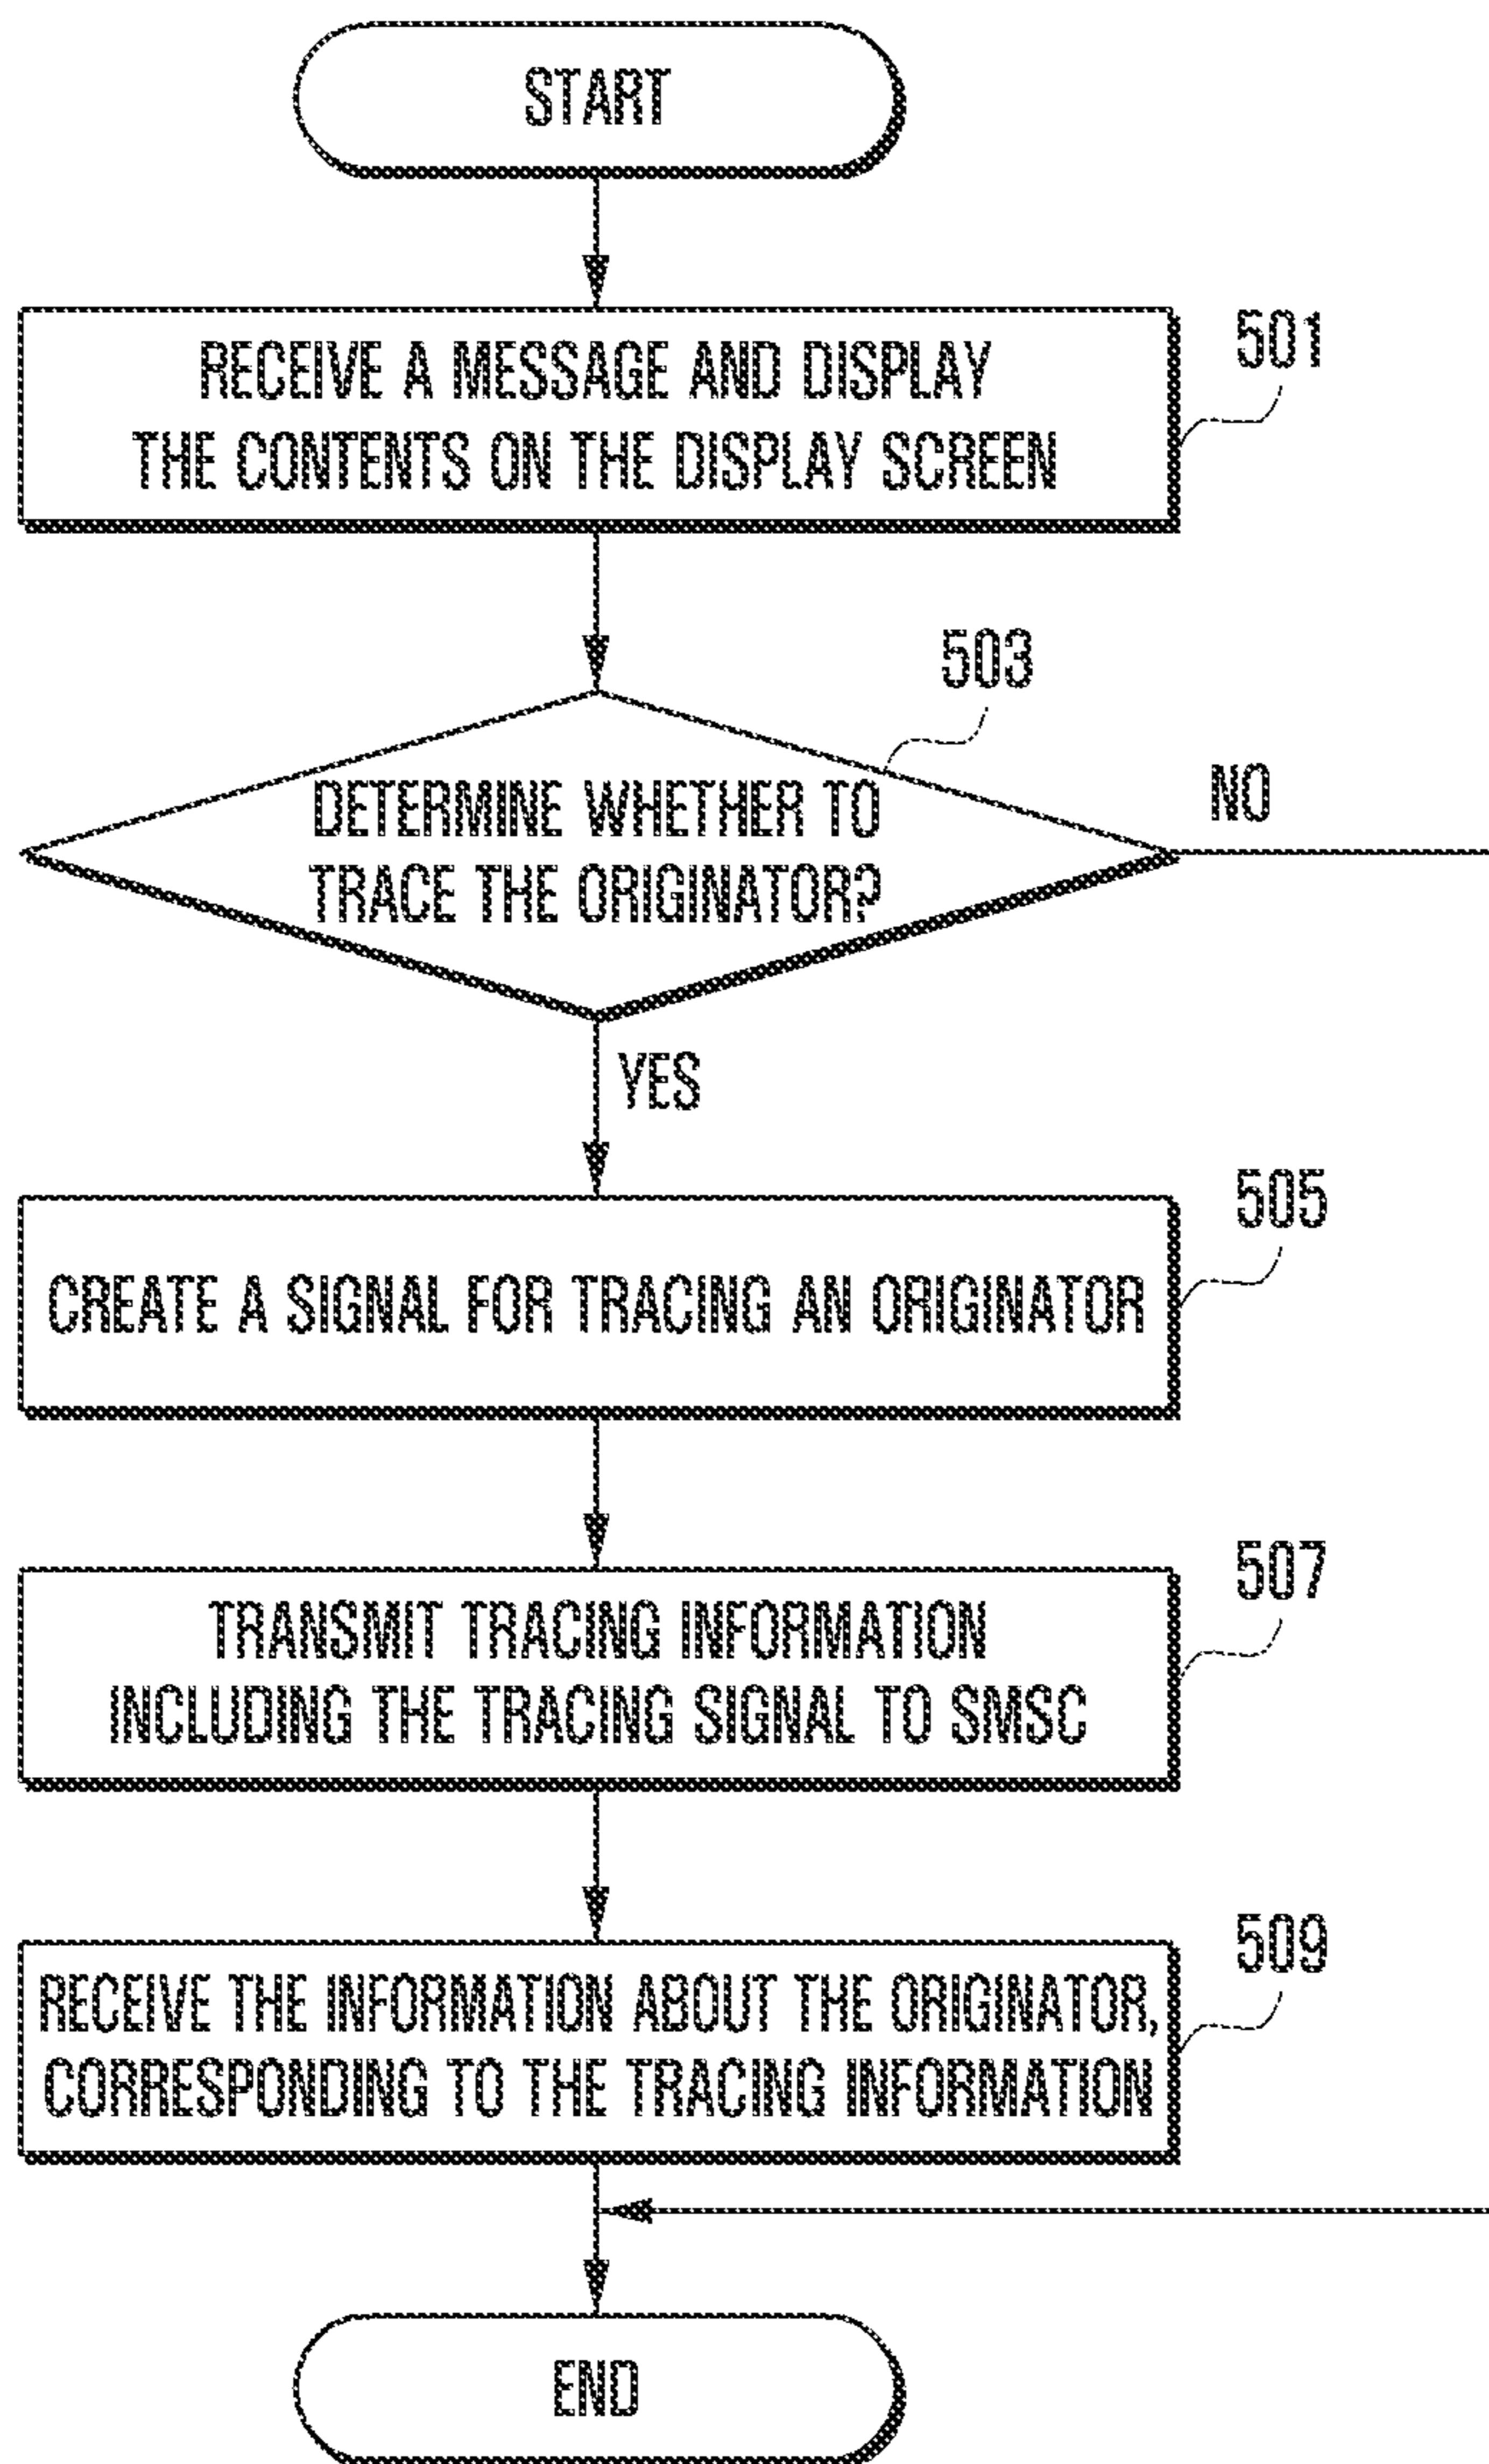 START
RECEIVE A MESSAGE AND DISPLAY
THE CONTENTS ON THE DISPLAY SCREEN
501
503
DETERMINE WHETHER TO
TRACE THE ORIGINATOR?
NO
YES
505
CREATE A SIGNAL FOR TRACING AN ORIGINATOR
507
TRANSMIT TRACING INFORMATION
INCLUDING THE TRACING SIGNAL TO SMSC
509
RECEIVE THE INFORMATION ABOUT THE ORIGINATOR,
CORRESPONDING TO THE TRACING INFORMATION
END